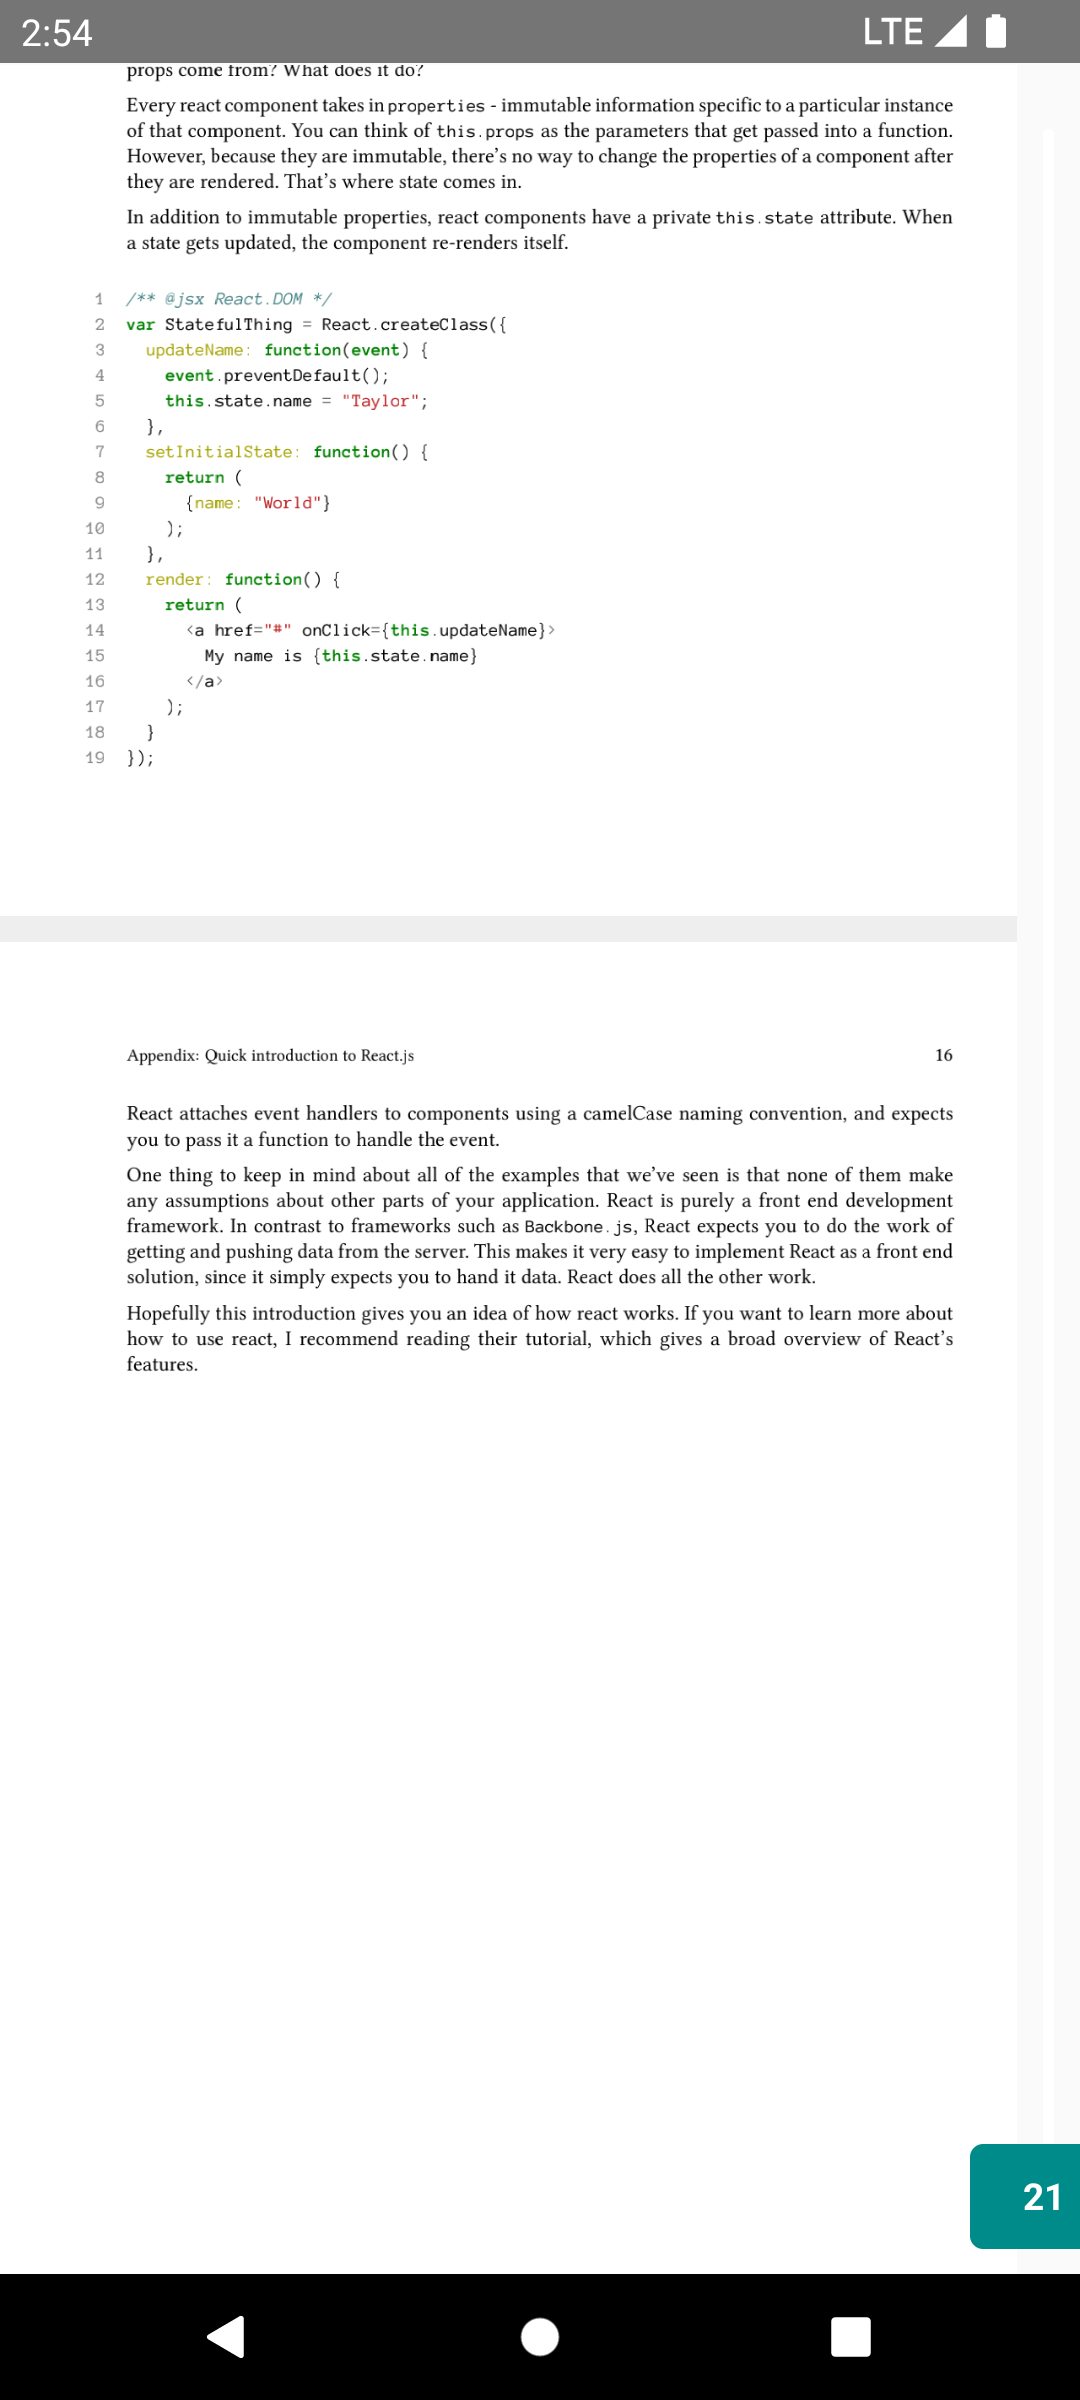 2:54
LTE
props come from? What does it do?
Every react component takes in properties - immutable information specific to a particular instance
of that component. You can think of this.props as the parameters that get passed into a function.
However, because they are immutable, there's no way to change the properties of a component after
they are rendered. That's where state comes in.
In addition to immutable properties, react components have a private this.state attribute. When
a state gets updated, the component re-renders itself.
1 /** @jsx React.DOM */
2 var StatefulThing = React.createClass({
3   updateName: function(event) {
4     event.preventDefault();
5     this.state.name = "Taylor";
6   },
7   setInitialState: function() {
8     return (
9       {name: "World"}
10     );
11   },
12   render: function() {
13     return (
14       <a href="#" onClick={this.updateName}>
15         My name is {this.state.name}
16       </a>
17     );
18   }
19 });
Appendix: Quick introduction to React.js 16
React attaches event handlers to components using a camelCase naming convention, and expects
you to pass it a function to handle the event.
One thing to keep in mind about all of the examples that we've seen is that none of them make
any assumptions about other parts of your application. React is purely a front end development
framework. In contrast to frameworks such as Backbone.js, React expects you to do the work of
getting and pushing data from the server. This makes it very easy to implement React as a front end
solution, since it simply expects you to hand it data. React does all the other work.
Hopefully this introduction gives you an idea of how react works. If you want to learn more about
how to use react, I recommend reading their tutorial, which gives a broad overview of React's
features.
21